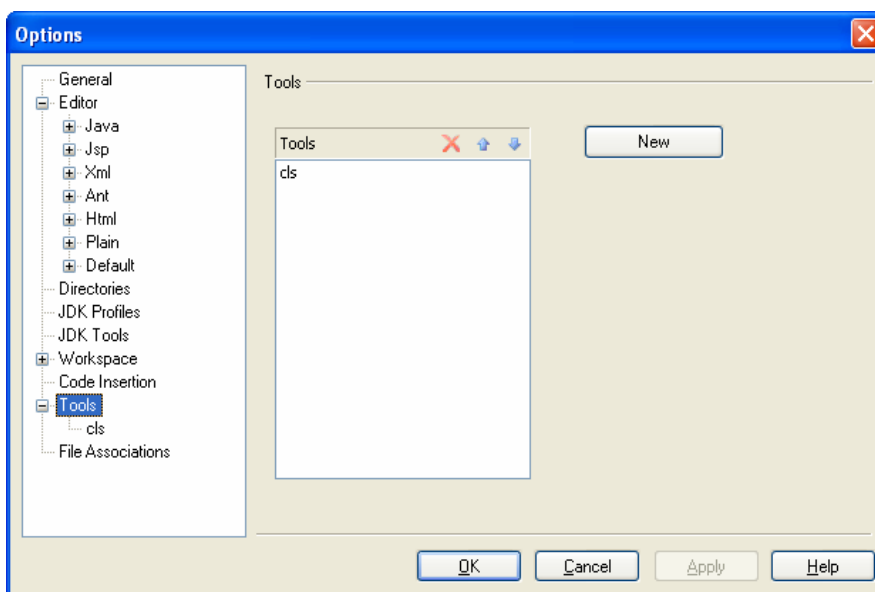 Options
General
Editor
Java
Jsp
Xml
Ant
Html
Plain
Default
Directories
JDK Profiles
JDK Tools
Workspace
Code Insertion
Tools
cls
File Associations
Tools
Tools
cls
New
OK
Cancel
Apply
Help